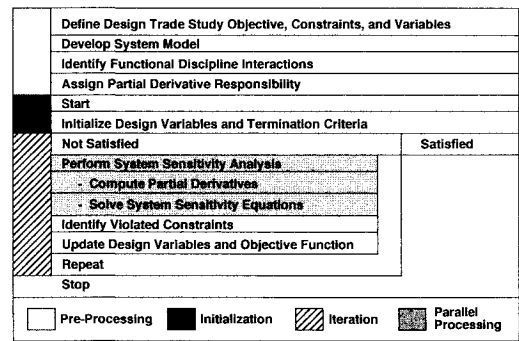 Define Design Trade Study Objective, Constraints, and Variables
Develop System Model
Identify Functional Discipline Interactions
Assign Partial Derivative Responsibility
Start
Initialize Design Variables and Termination Criteria
Not Satisfied
Satisfied
Perform System Sensitivity Analysis
- Compute Partial Derivatives
- Solve System Sensitivity Equations
Identify Violated Constraints
Update Design Variables and Objective Function
Repeat
Stop
Pre-Processing
Initialization
Iteration
Parallel
Processing